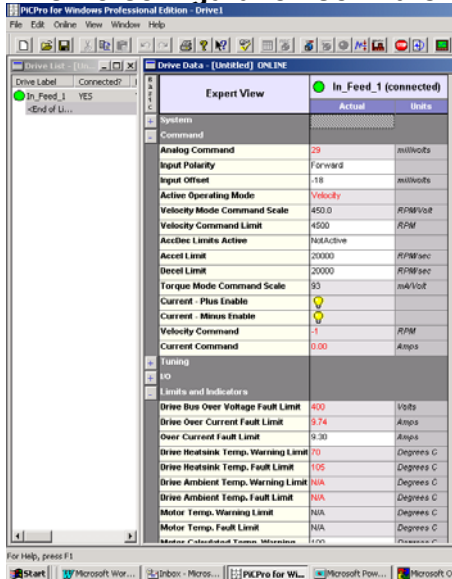 PiCPro for Windows Professional Edition - Drive1
File Edit Online View Window Help
Drive List - [Un...
Drive Label Connected?
In_Feed_1 YES
<End of Li...
Drive Data - [Untitled] ONLINE
Expert View
In_Feed_1 (connected)
Actual Units
System
Command
Analog Command 29 millivolts
Input Polarity Forward
Input Offset -18 millivolts
Active Operating Mode Velocity
Velocity Mode Command Scale 450.0 RPM/Volt
Velocity Command Limit 4500 RPM
AccDec Limits Active NotActive
Accel Limit 20000 RPM/sec
Decel Limit 20000 RPM/sec
Torque Mode Command Scale 93 mA/Volt
Current - Plus Enable
Current - Minus Enable
Velocity Command -1 RPM
Current Command 0.00 Amps
Tuning
I/O
Limits and Indicators
Drive Bus Over Voltage Fault Limit 400 Volts
Drive Over Current Fault Limit 9.74 Amps
Over Current Fault Limit 9.30 Amps
Drive Heatsink Temp. Warning Limit 70 Degrees C
Drive Heatsink Temp. Fault Limit 105 Degrees C
Drive Ambient Temp. Warning Limit N/A Degrees C
Drive Ambient Temp. Fault Limit N/A Degrees C
Motor Temp. Warning Limit N/A Degrees C
Motor Temp. Fault Limit N/A Degrees C
Motor Calculated Temp. Warning 100 Degrees C
For Help, press F1
Start Microsoft Wor... Inbox - Micros... PiCPro for Wi... Microsoft Pow... Microsoft O